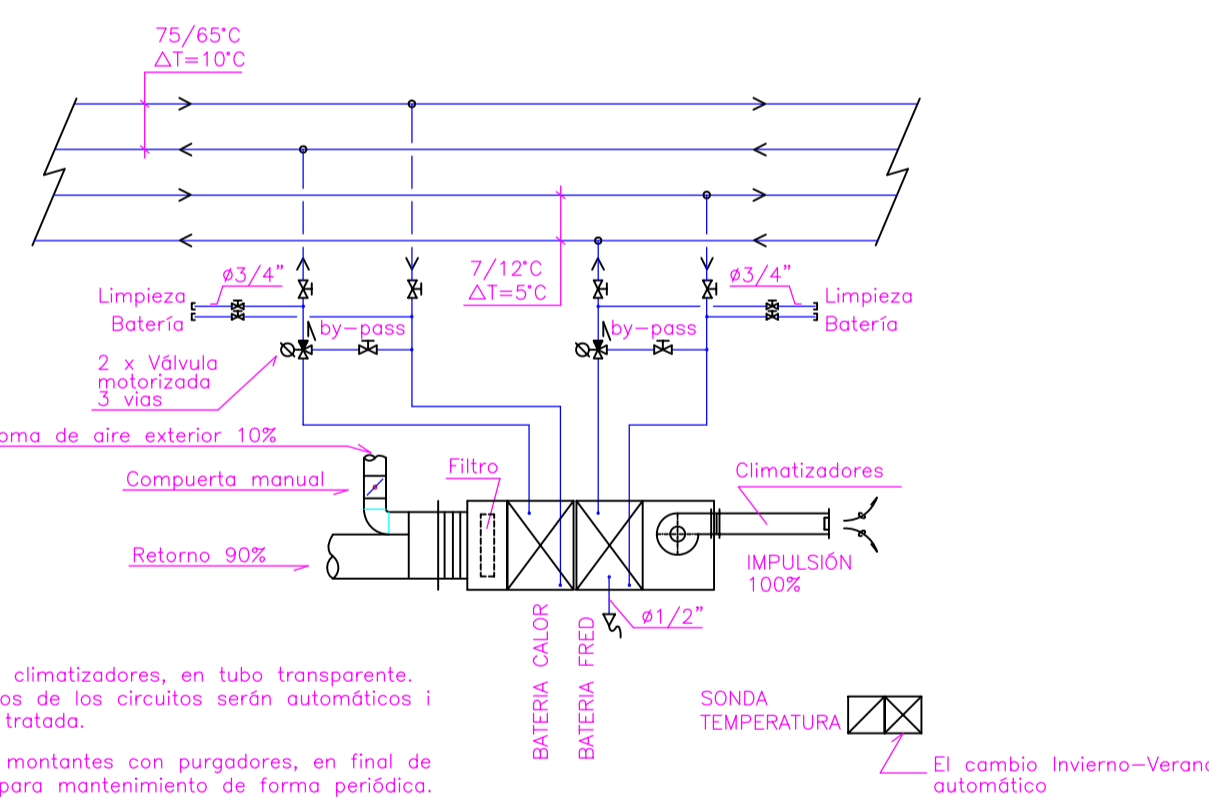 75/65°C
△T=10°C
7/12°C
△T=5°C
ø3/4"
Limpieza
Batería
by-pass
ø3/4"
Limpieza
Batería
by-pass
2 x Válvula
motorizada
3 vias
oma de aire exterior 10%
Compuerta manual
Filtro
Climatizadores
Retorno 90%
IMPULSIÓN
100%
ø1/2"
BATERIA CALOR
BATERIA FRED
climatizadores, en tubo transparente.
os de los circuitos serán automáticos i
tratada.
montantes con purgadores, en final de
para mantenimiento de forma periódica.
SONDA
TEMPERATURA
El cambio Invierno-Verano
automático